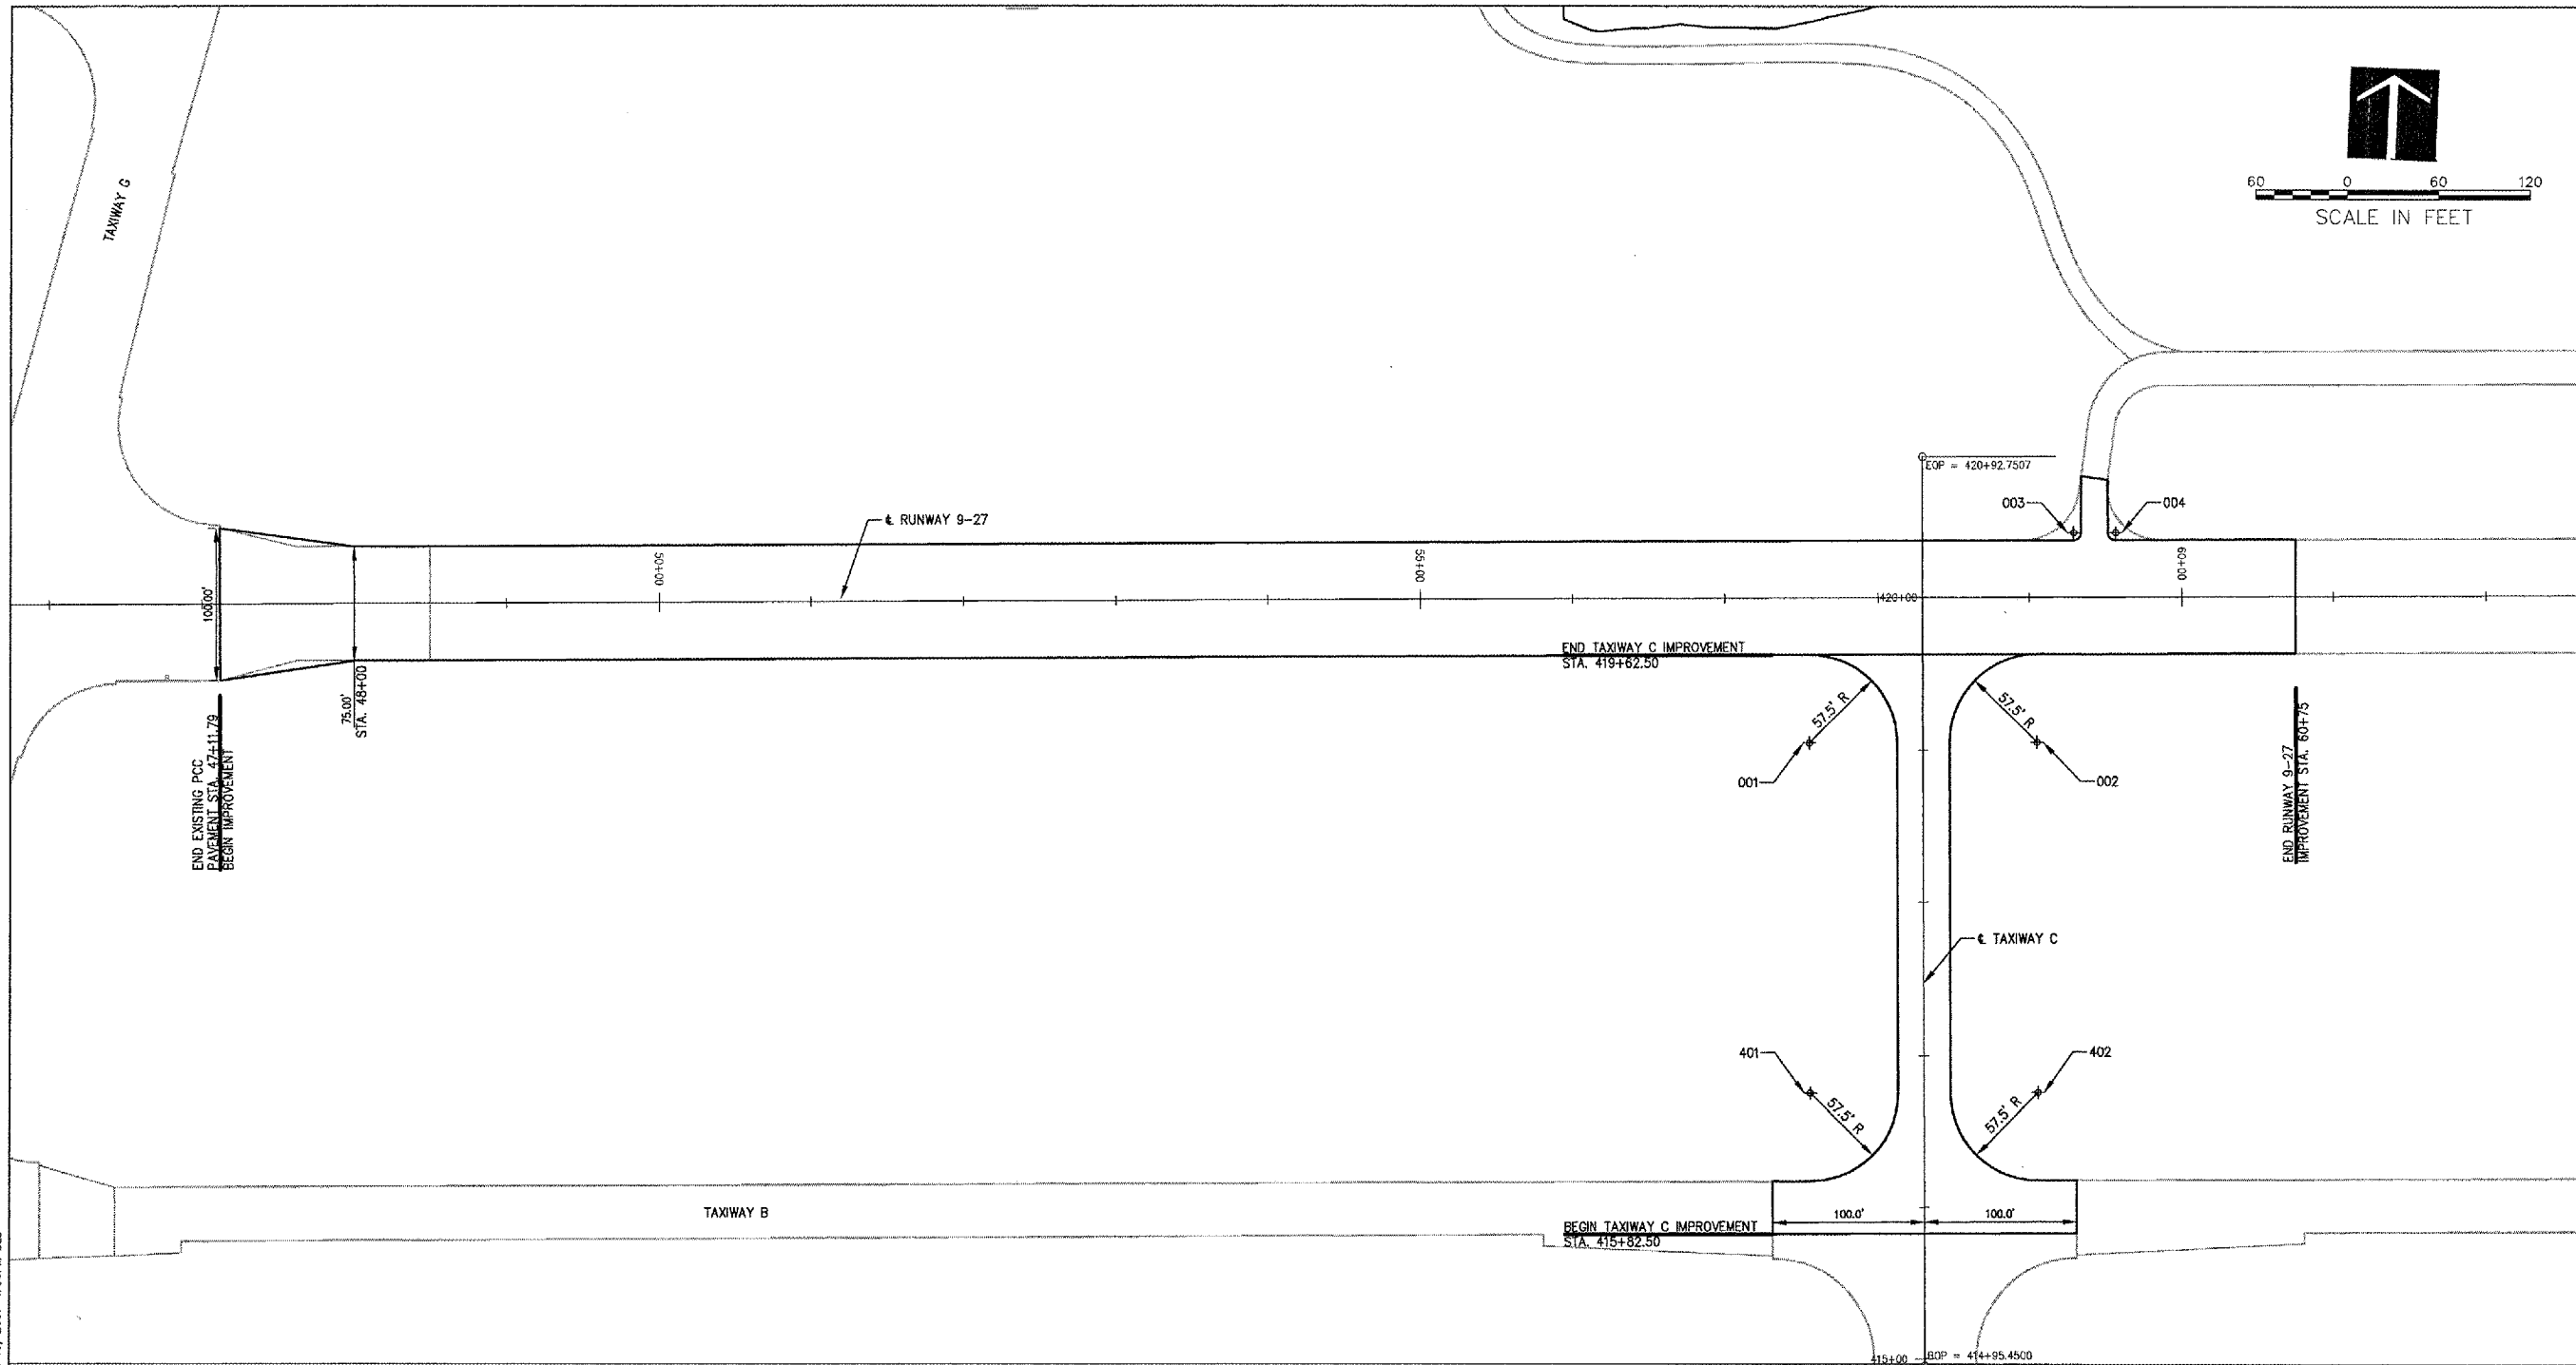 TAXIWAY G
60 0 60 120
SCALE IN FEET
EOP = 420+92.7507
003
004
℄ RUNWAY 9-27
50+00
55+00
60+00
100.00'
420+00
END TAXIWAY C IMPROVEMENT
STA. 419+62.50
75.00'
STA. 48+00
57.5' R
57.5' R
001
002
END EXISTING PCC
PAVEMENT STA. 47+11.79
BEGIN IMPROVEMENT
END RUNWAY 9-27
IMPROVEMENT STA. 60+75
℄ TAXIWAY C
401
402
57.5' R
57.5' R
TAXIWAY B
100.0'
100.0'
BEGIN TAXIWAY C IMPROVEMENT
STA. 415+82.50
415+00
BOP = 414+95.4500